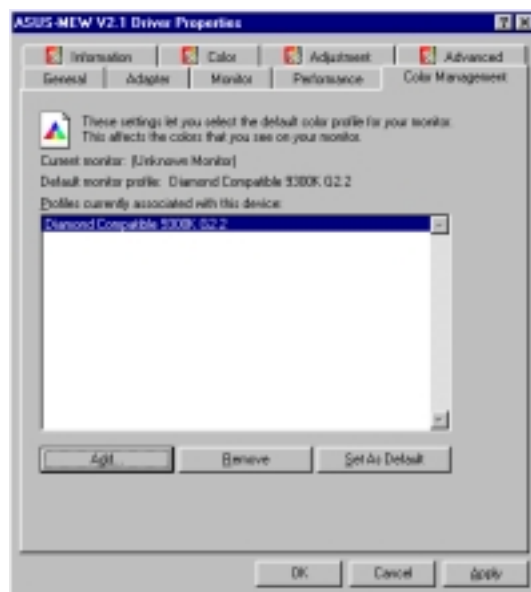 ASUS-MEW V2.1 Driver Properties
Information Color Adjustment Advanced
General Adapter Monitor Performance Color Management
These settings let you select the default color profile for your monitor.
This affects the colors that you see on your monitor.
Current monitor: (Unknown Monitor)
Default monitor profile: Diamond Compatible 9300K G2.2
Profiles currently associated with this device:
Diamond Compatible 9300K G2.2
Add... Remove Set As Default
OK Cancel Apply